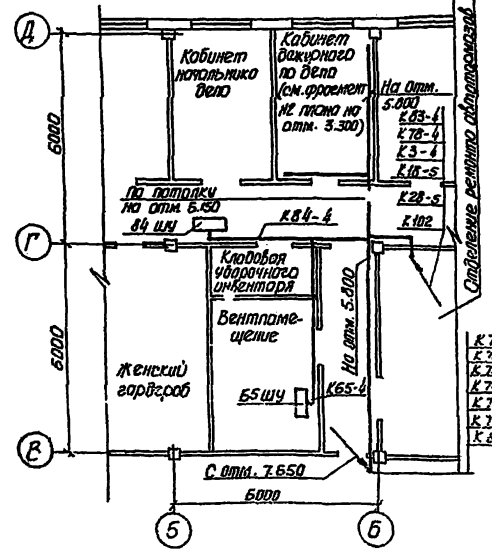 Д
Кабинет
начальника
депо
Кабинет
дежурного
по депо
(см. фрагмент
№2 плана на
отм. 3.300)
На отм.
5.800
К83-4
К78-4
К3-4
К18-5
К28-5
К102
Отделение ремонта автотормозов
6000
По потолку
на отм. 6.150
84 ШУ
К84-4
Г
Кладовая
уборочного
инвентаря
Вентпоме-
щение
На отм. 5.800
6000
Женский
гардероб
65 ШУ
К65-4
В
С отм. 7.650
6000
5
6